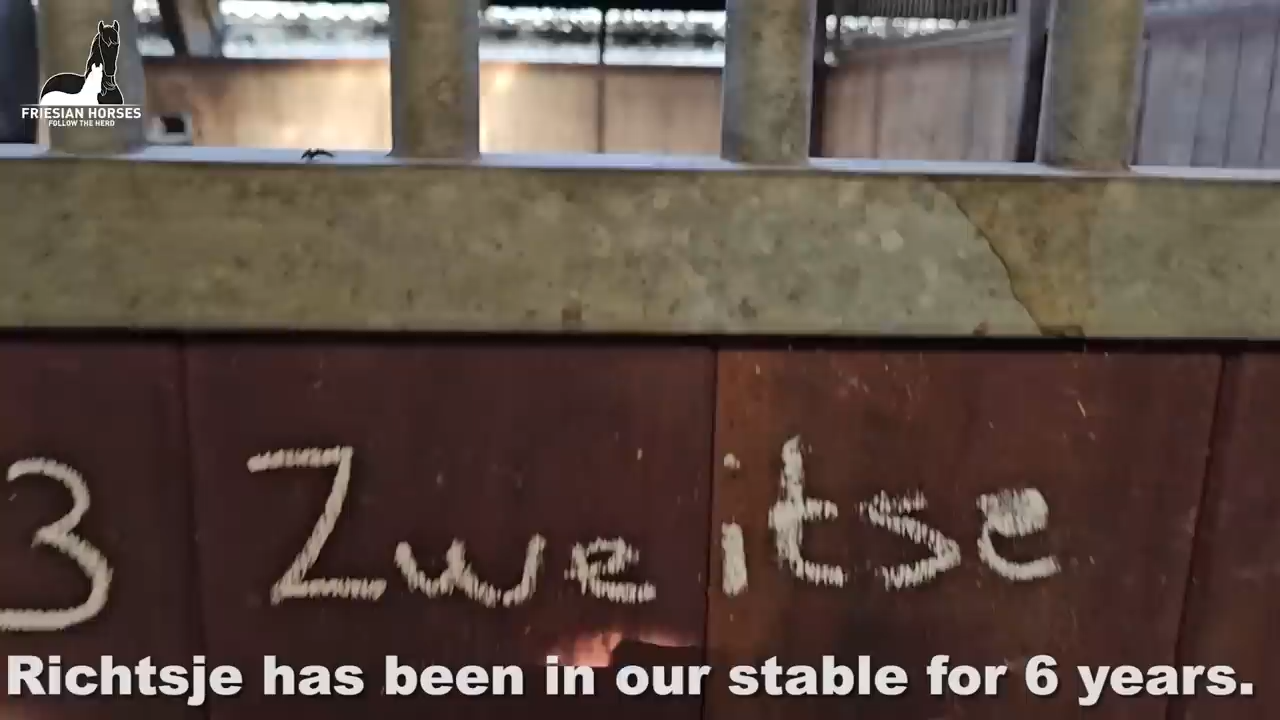 FRIESIAN HORSES
FOLLOW THE HERD
3 Zweitse
Richtsje has been in our stable for 6 years.